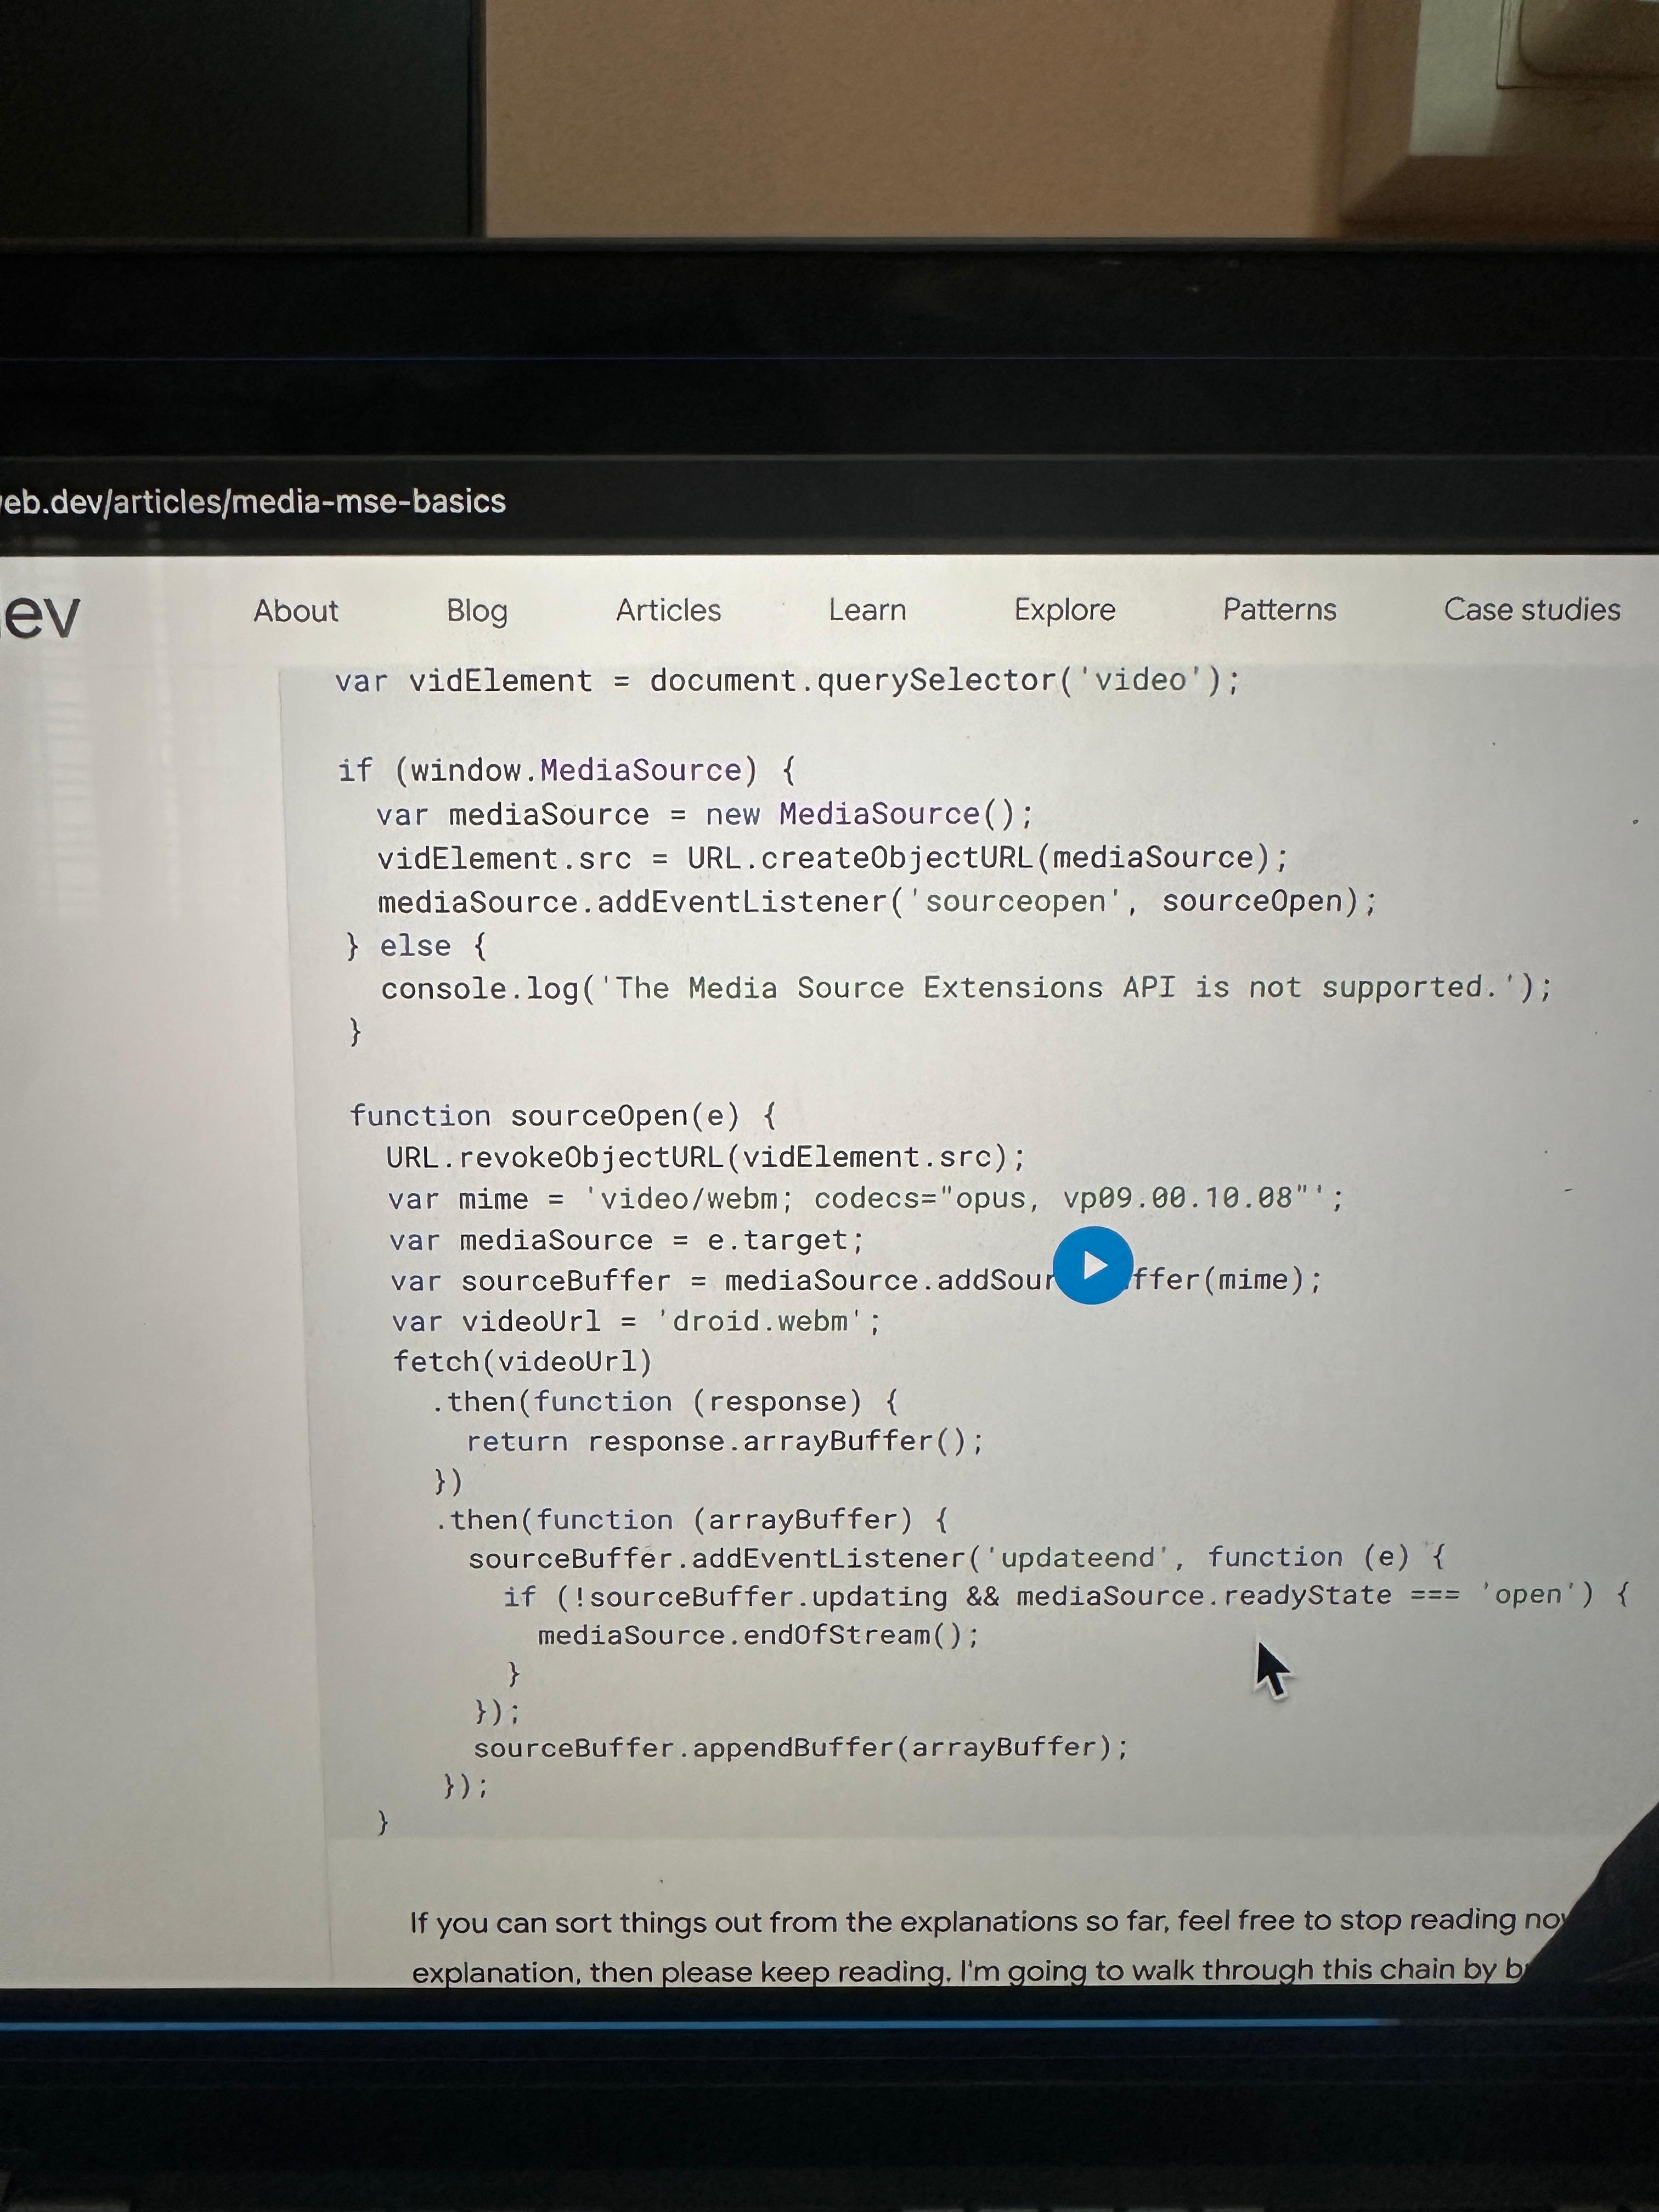 eb.dev/articles/media-mse-basics
ev
About Blog Articles Learn Explore Patterns Case studies
var vidElement = document.querySelector('video');
if (window.MediaSource) {
var mediaSource = new MediaSource();
vidElement.src = URL.createObjectURL(mediaSource);
mediaSource.addEventListener('sourceopen', sourceOpen);
} else {
console.log('The Media Source Extensions API is not supported.');
}
function sourceOpen(e) {
URL.revokeObjectURL(vidElement.src);
var mime = 'video/webm; codecs="opus, vp09.00.10.08"';
var mediaSource = e.target;
var sourceBuffer = mediaSource.addSour ffer(mime);
var videoUrl = 'droid.webm';
fetch(videoUrl)
.then(function (response) {
return response.arrayBuffer();
})
.then(function (arrayBuffer) {
sourceBuffer.addEventListener('updateend', function (e) {
if (!sourceBuffer.updating && mediaSource.readyState === 'open') {
mediaSource.endOfStream();
}
});
sourceBuffer.appendBuffer(arrayBuffer);
});
}
If you can sort things out from the explanations so far, feel free to stop reading
explanation, then please keep reading. I'm going to walk through this chain by